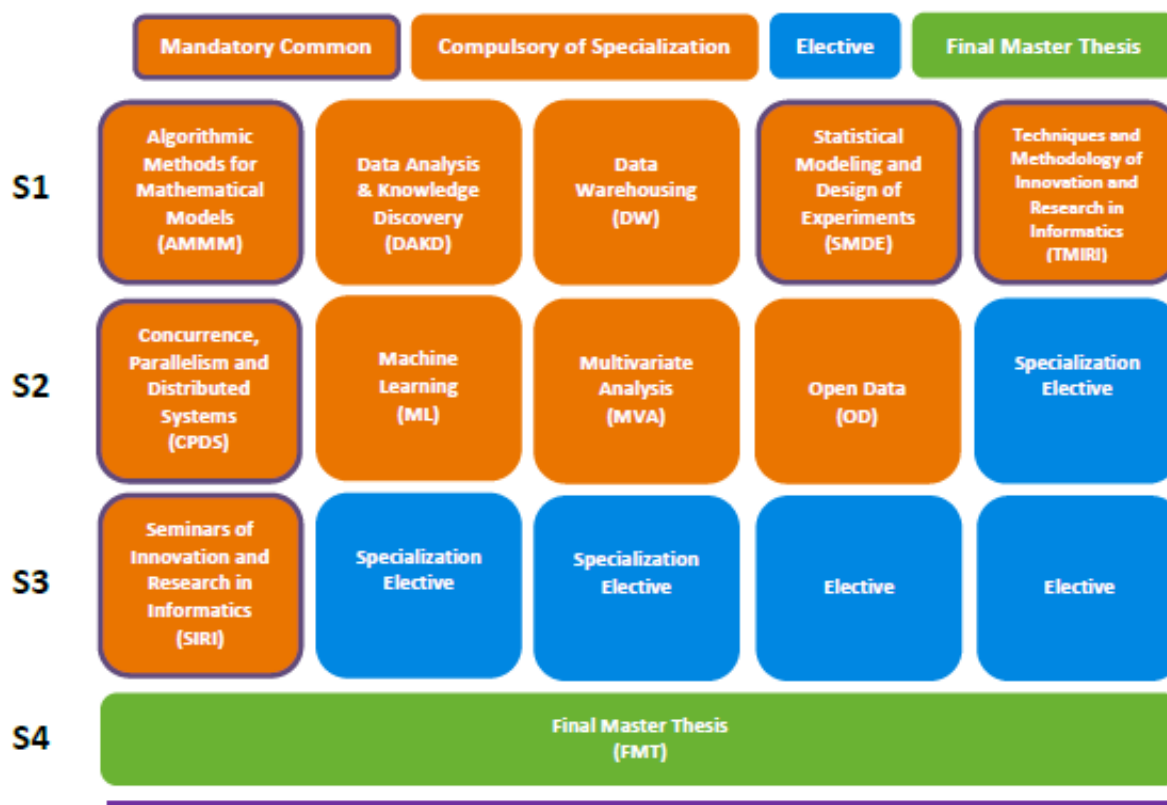 Mandatory Common
Compulsory of Specialization
Elective
Final Master Thesis
S1
Algorithmic
Methods for
Mathematical
Models
(AMMM)
Data Analysis
& Knowledge
Discovery
(DAKD)
Data
Warehousing
(DW)
Statistical
Modeling and
Design of
Experiments
(SMDE)
Techniques and
Methodology of
Innovation and
Research in
Informatics
(TMIRI)
S2
Concurrence,
Parallelism and
Distributed
Systems
(CPDS)
Machine
Learning
(ML)
Multivariate
Analysis
(MVA)
Open Data
(OD)
Specialization
Elective
S3
Seminars of
Innovation and
Research in
Informatics
(SIRI)
Specialization
Elective
Specialization
Elective
Elective
Elective
S4
Final Master Thesis
(FMT)